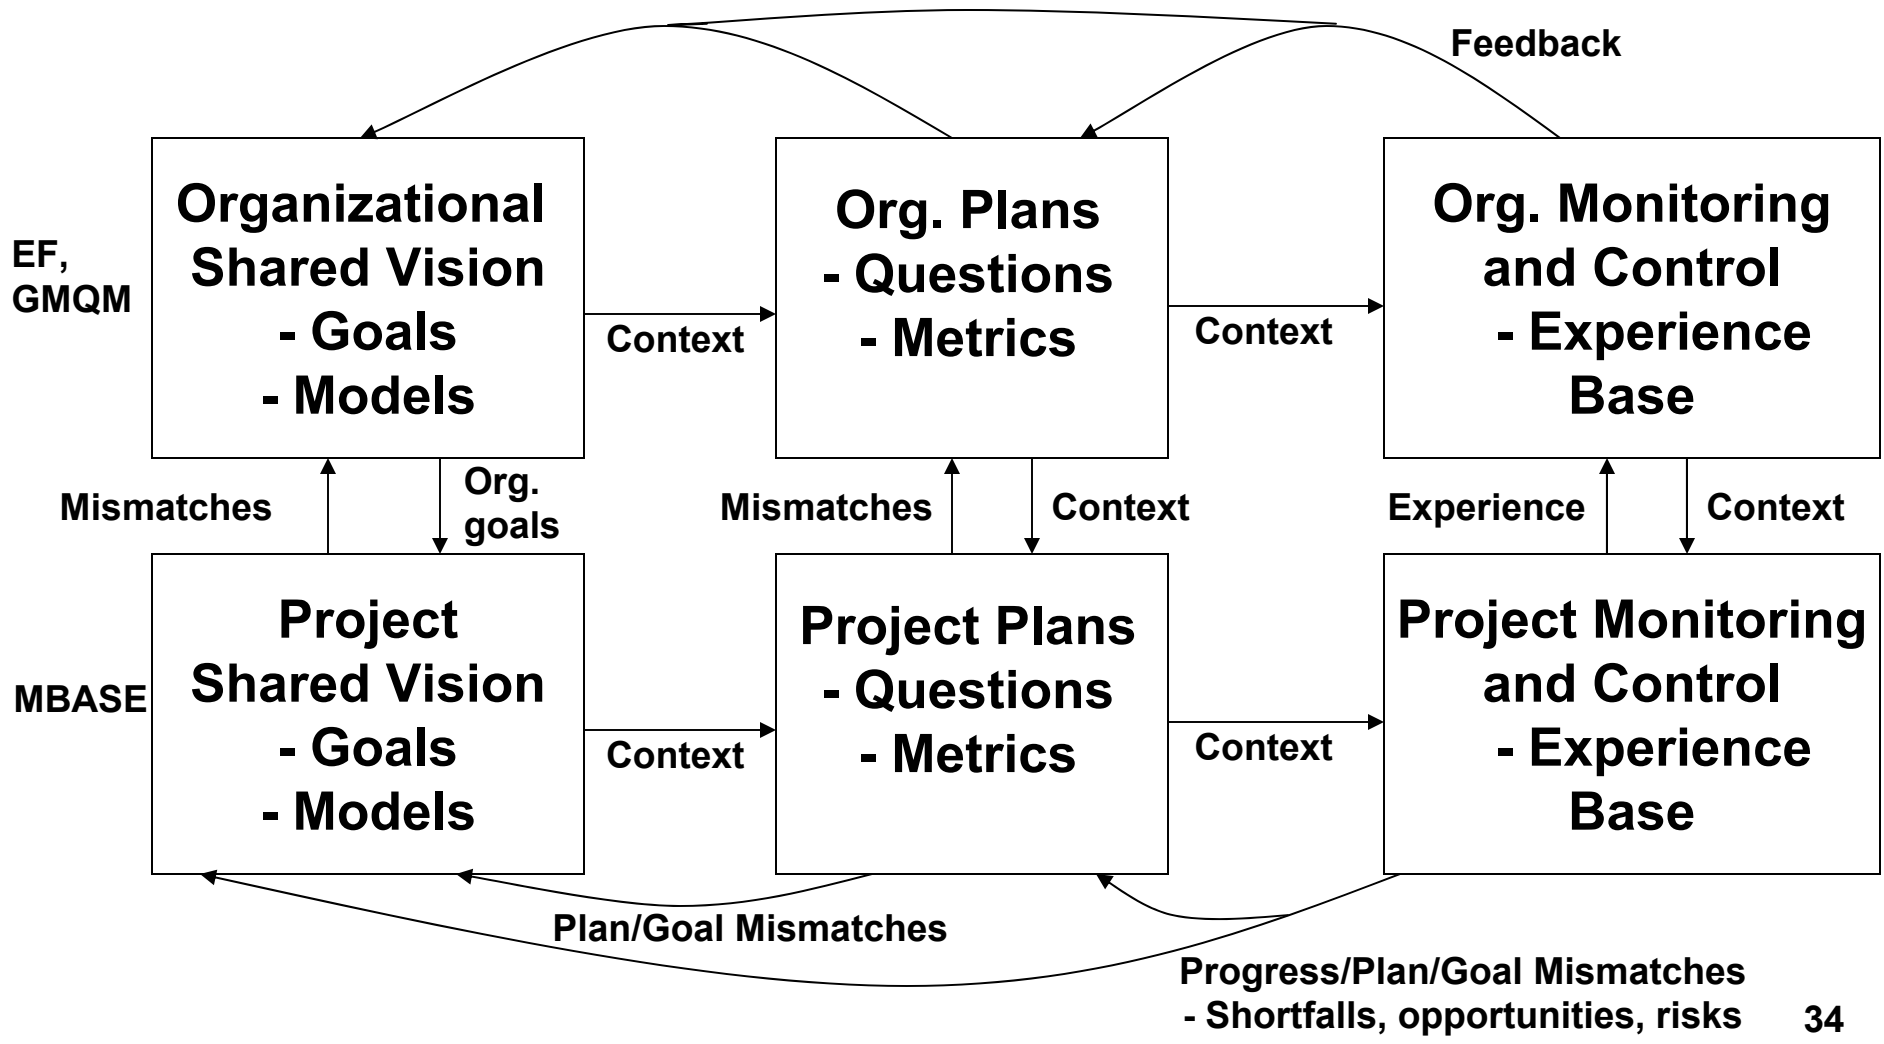 Feedback
EF,
GMQM
Organizational
Shared Vision
- Goals
- Models
Context
Org. Plans
- Questions
- Metrics
Context
Org. Monitoring
and Control
- Experience
Base
Mismatches
Org.
goals
Mismatches
Context
Experience
Context
MBASE
Project
Shared Vision
- Goals
- Models
Context
Project Plans
- Questions
- Metrics
Context
Project Monitoring
and Control
- Experience
Base
Plan/Goal Mismatches
Progress/Plan/Goal Mismatches
- Shortfalls, opportunities, risks
34